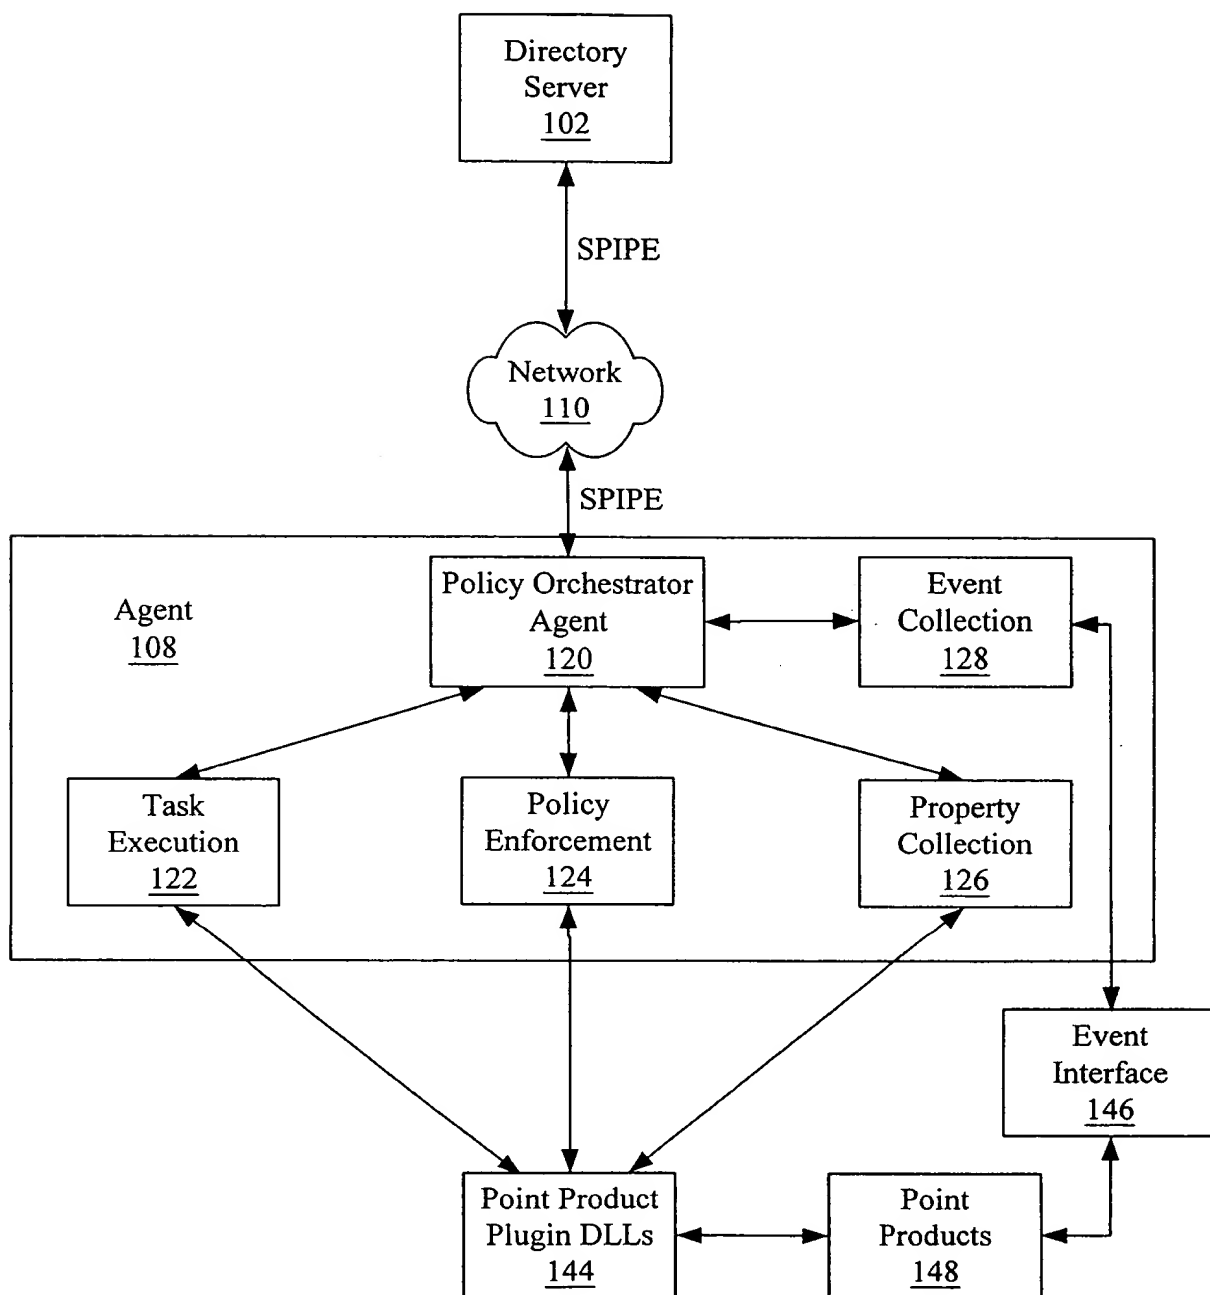 Directory
Server
102
SPIPE
Network
110
SPIPE
Agent
108
Policy Orchestrator
Agent
120
Event
Collection
128
Task
Execution
122
Policy
Enforcement
124
Property
Collection
126
Event
Interface
146
Point Product
Plugin DLLs
144
Point
Products
148